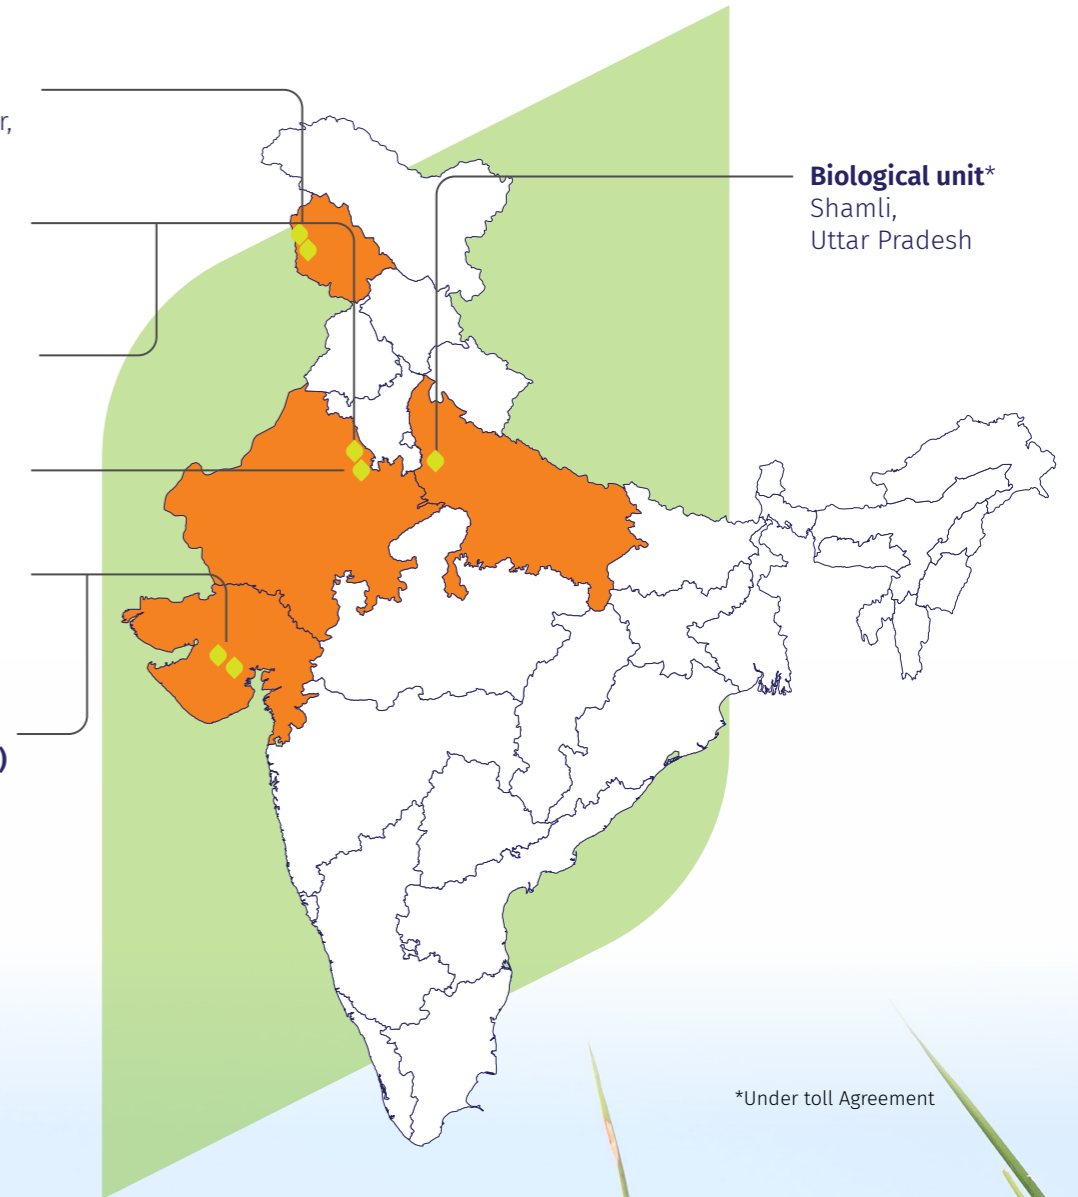 r,
Biological unit*
Shamli,
Uttar Pradesh
)
*Under toll Agreement